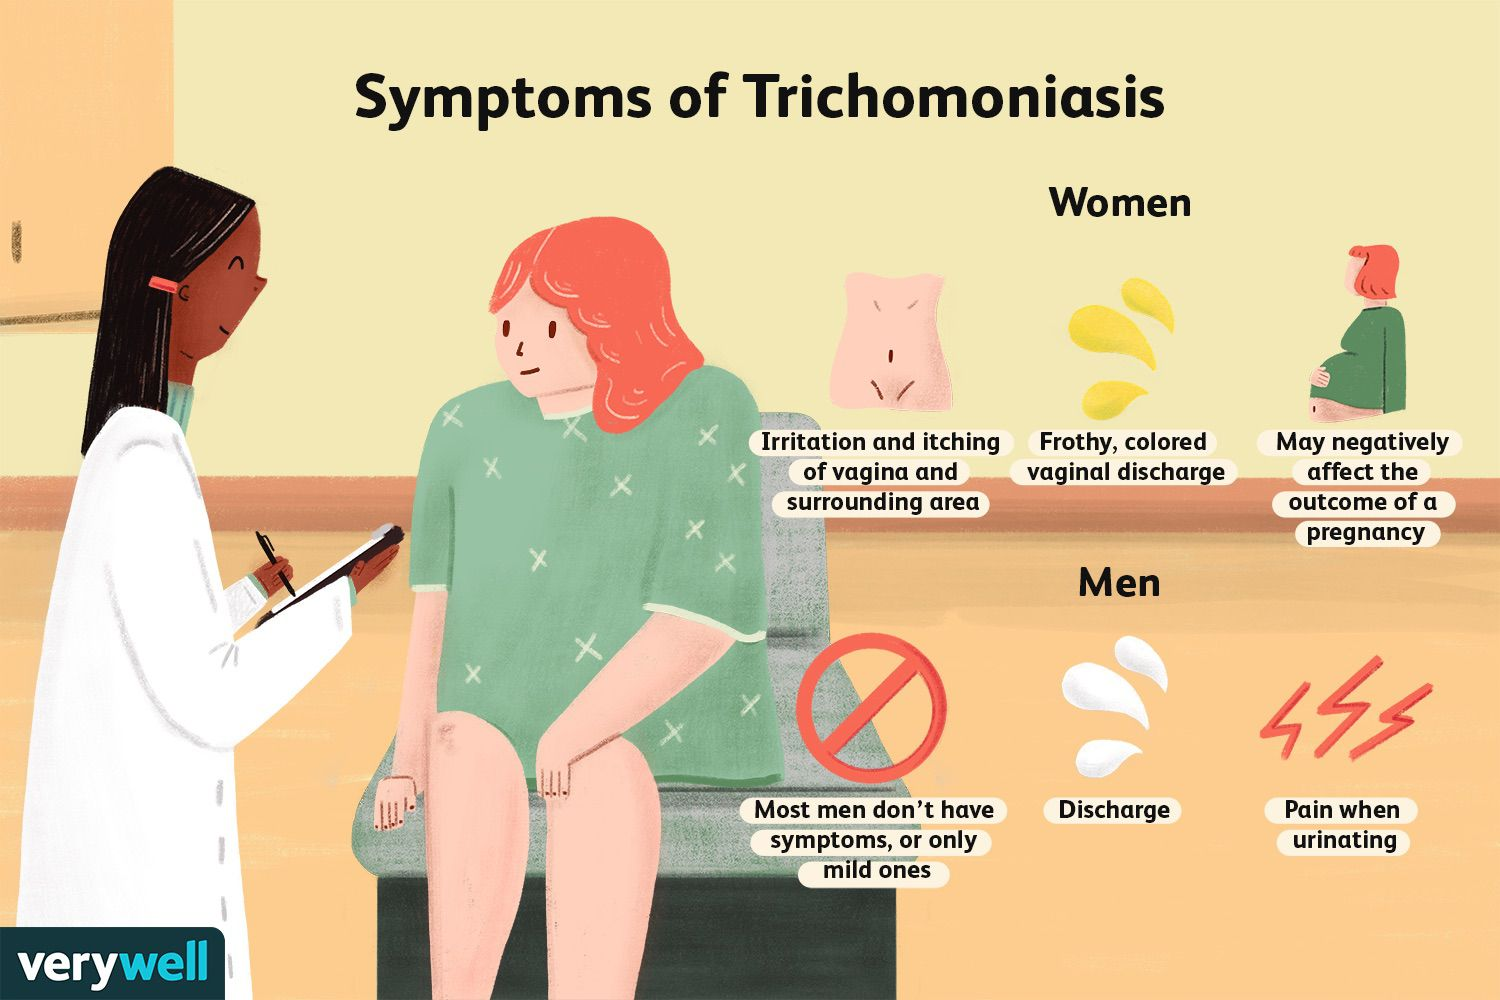 Symptoms of Trichomoniasis
Women
Irritation and itching
of vagina and
surrounding area
Frothy, colored
vaginal discharge
May negatively
affect the
outcome of a
pregnancy
Men
Most men don’t have
symptoms, or only
mild ones
Discharge
Pain when
urinating
verywell